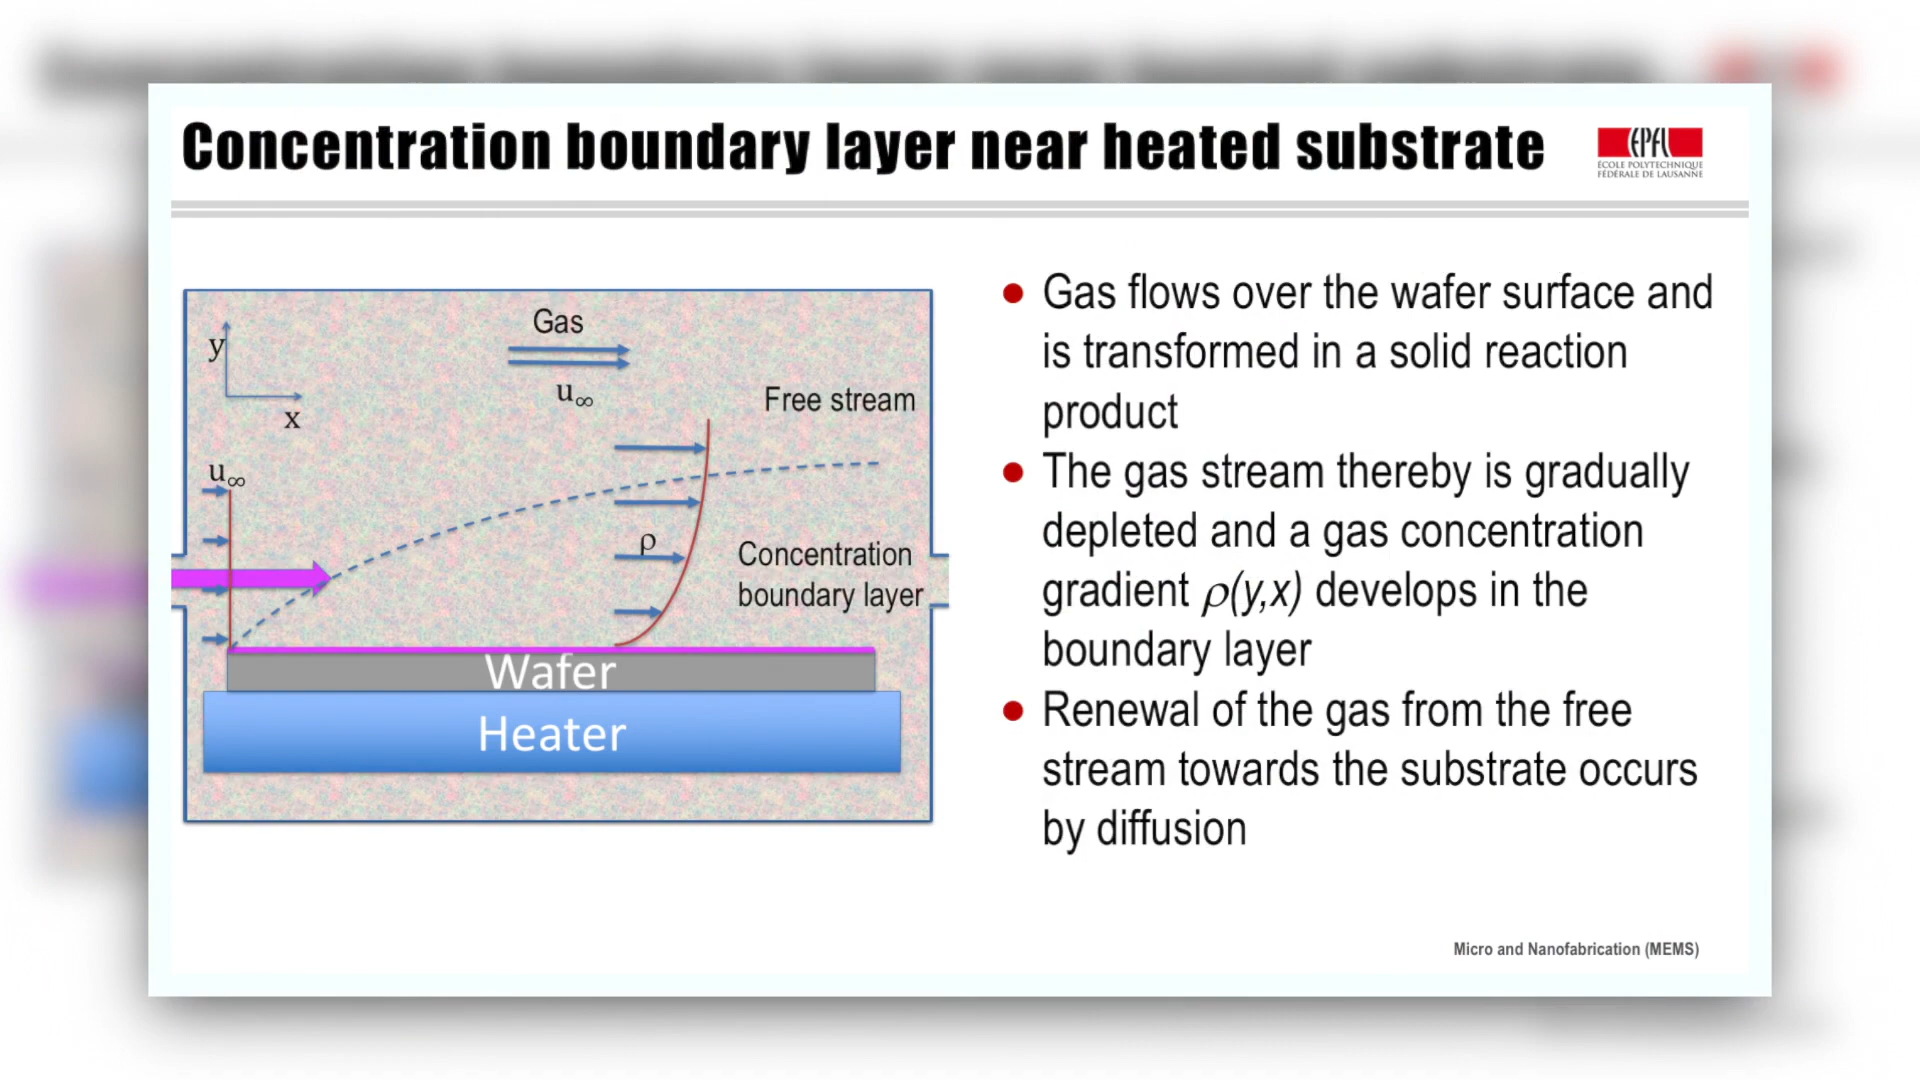 Concentration boundary layer near heated substrate
EPFL
ÉCOLE POLYTECHNIQUE
FÉDÉRALE DE LAUSANNE
Gas
y
u∞
Free stream
x
u∞
ρ
Concentration
boundary layer
Wafer
Heater
Gas flows over the wafer surface and
is transformed in a solid reaction
product
The gas stream thereby is gradually
depleted and a gas concentration
gradient ρ(y,x) develops in the
boundary layer
Renewal of the gas from the free
stream towards the substrate occurs
by diffusion
Micro and Nanofabrication (MEMS)